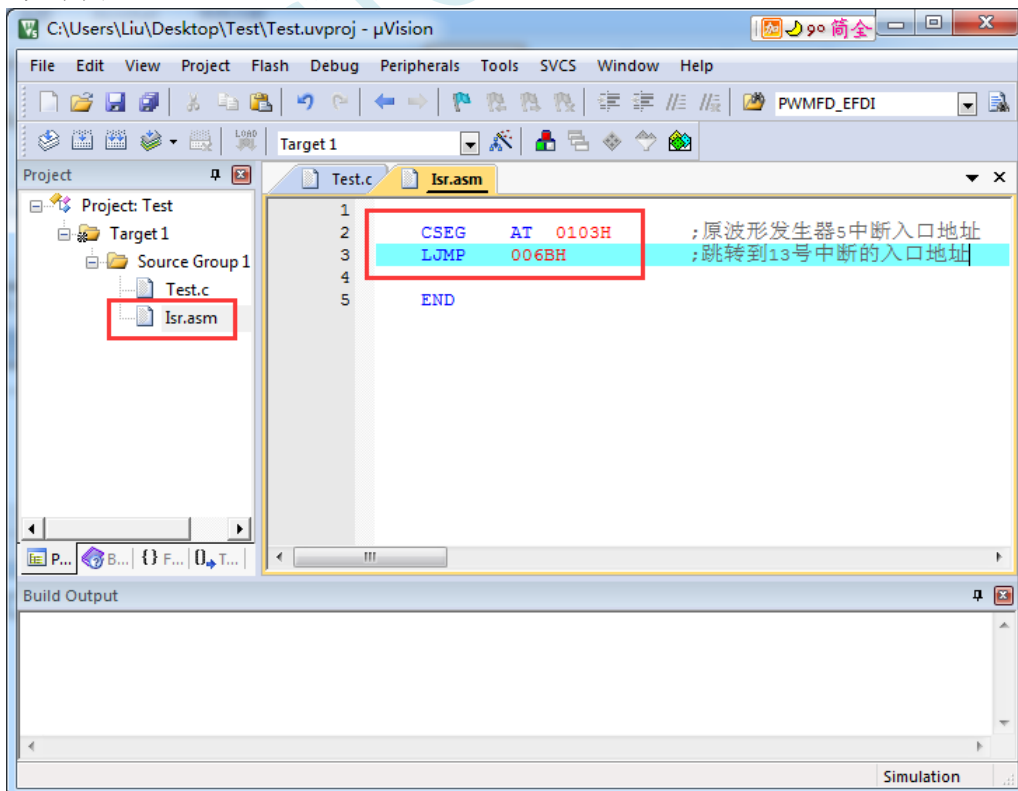 C:\Users\Liu\Desktop\Test\Test.uvproj - µVision
简全
File Edit View Project Flash Debug Peripherals Tools SVCS Window Help
PWMFD_EFDI
LOAD Target 1
Project
Test.c Isr.asm
Project: Test
Target 1
Source Group 1
Test.c
Isr.asm
1
2 CSEG AT 0103H ;原波形发生器5中断入口地址
3 LJMP 006BH ;跳转到13号中断的入口地址
4
5 END
P... B... {} F... 0 T...
Build Output
Simulation